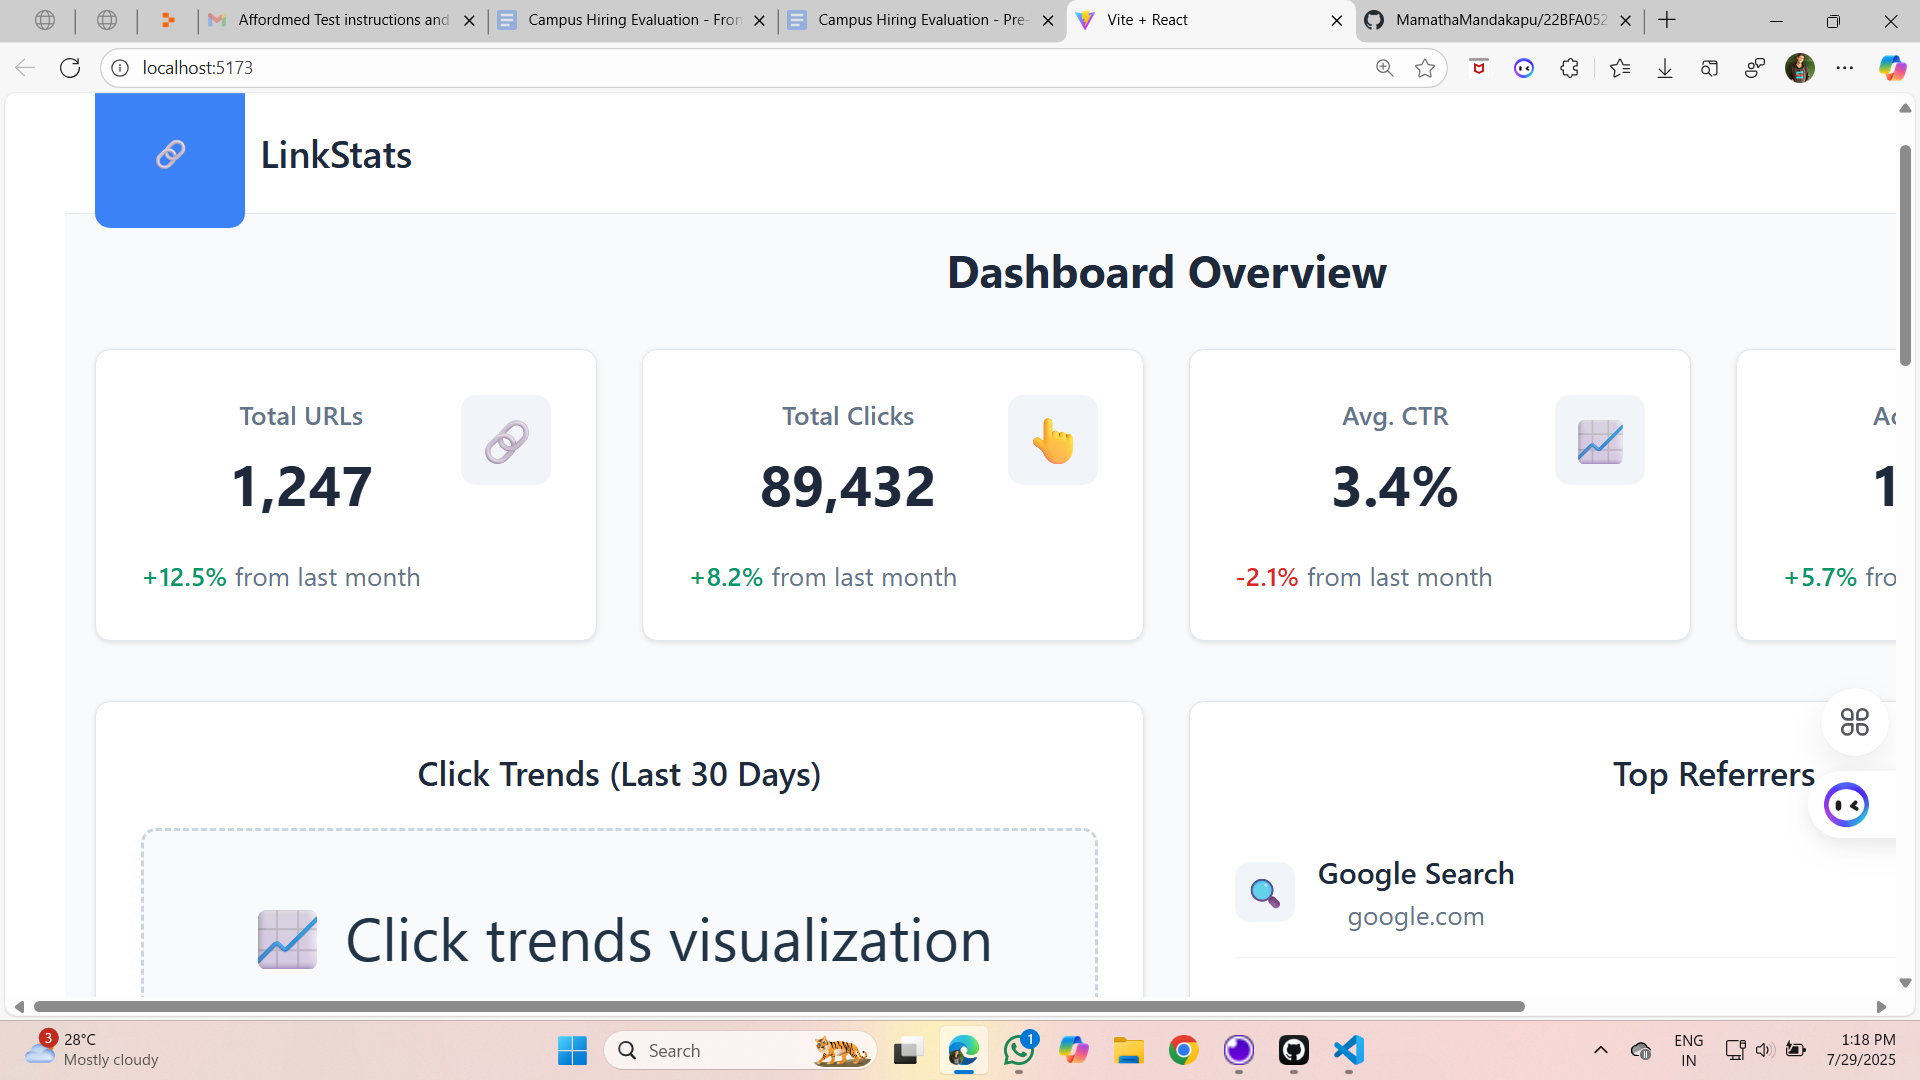 Affordmed Test instructions and
Campus Hiring Evaluation - Fron
Campus Hiring Evaluation - Pre-
Vite + React
MamathaMandakapu/22BFA052
localhost:5173
LinkStats
Dashboard Overview
Total URLs
1,247
+12.5% from last month
Total Clicks
89,432
+8.2% from last month
Avg. CTR
3.4%
-2.1% from last month
Ac
1
+5.7% fro
Click Trends (Last 30 Days)
Click trends visualization
Top Referrers
Google Search
google.com
3
28°C
Mostly cloudy
Search
1
ENG
IN
1:18 PM
7/29/2025